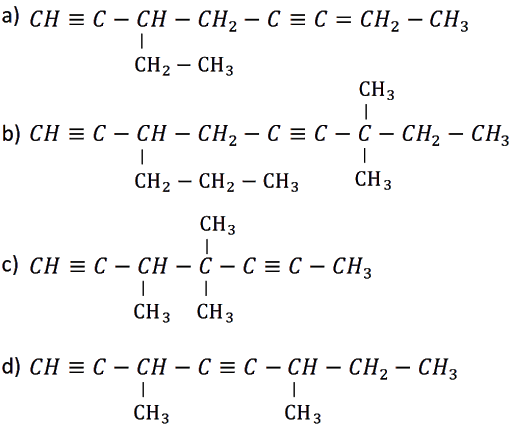 a) CH ≡ C − CH − CH₂ − C ≡ C = CH₂ − CH₃
|
CH₂ − CH₃
CH₃
|
b) CH ≡ C − CH − CH₂ − C ≡ C − C − CH₂ − CH₃
| |
CH₂ − CH₂ − CH₃ CH₃
CH₃
|
c) CH ≡ C − CH − C − C ≡ C − CH₃
| |
CH₃ CH₃
d) CH ≡ C − CH − C ≡ C − CH − CH₂ − CH₃
| |
CH₃ CH₃